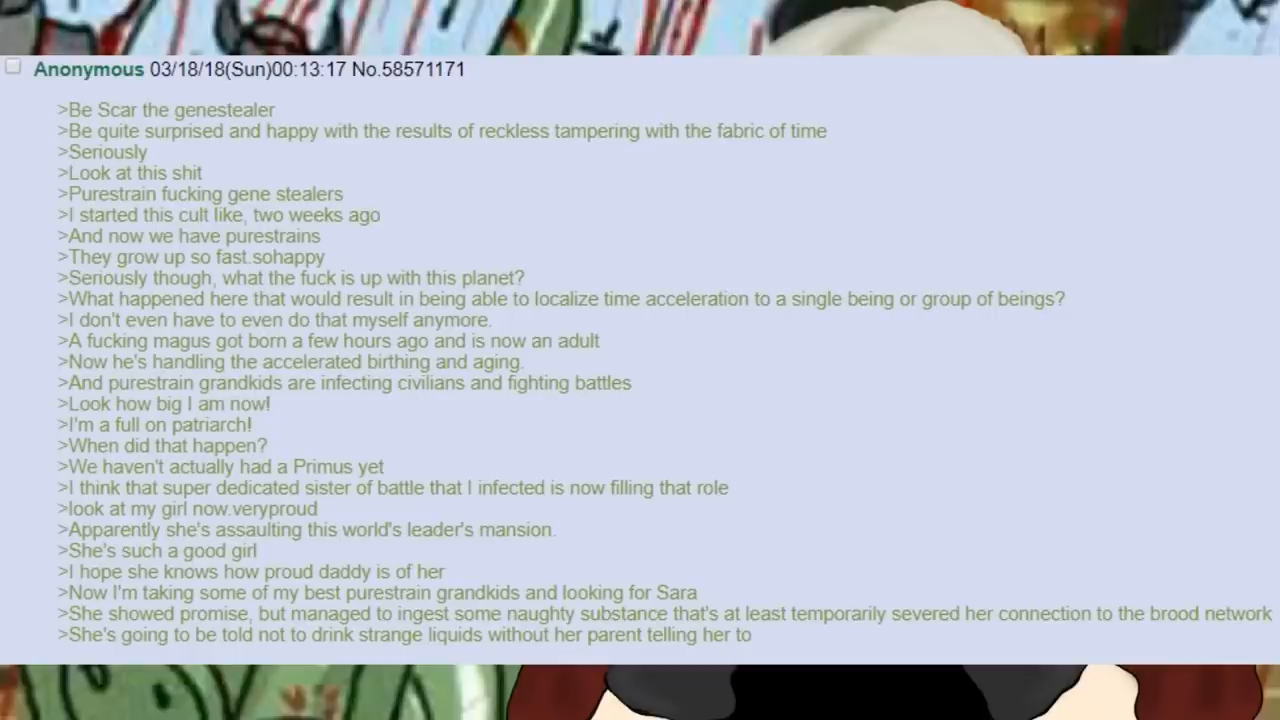 Anonymous 03/18/18(Sun)00:13:17 No.58571171
>Be Scar the genestealer
>Be quite surprised and happy with the results of reckless tampering with the fabric of time
>Seriously
>Look at this shit
>Purestrain fucking gene stealers
>I started this cult like, two weeks ago
>And now we have purestrains
>They grow up so fast.sohappy
>Seriously though, what the fuck is up with this planet?
>What happened here that would result in being able to localize time acceleration to a single being or group of beings?
>I don't even have to even do that myself anymore.
>A fucking magus got born a few hours ago and is now an adult
>Now he's handling the accelerated birthing and aging.
>And purestrain grandkids are infecting civilians and fighting battles
>Look how big I am now!
>I'm a full on patriarch!
>When did that happen?
>We haven't actually had a Primus yet
>I think that super dedicated sister of battle that I infected is now filling that role
>look at my girl now.veryproud
>Apparently she's assaulting this world's leader's mansion.
>She's such a good girl
>I hope she knows how proud daddy is of her
>Now I'm taking some of my best purestrain grandkids and looking for Sara
>She showed promise, but managed to ingest some naughty substance that's at least temporarily severed her connection to the brood network
>She's going to be told not to drink strange liquids without her parent telling her to